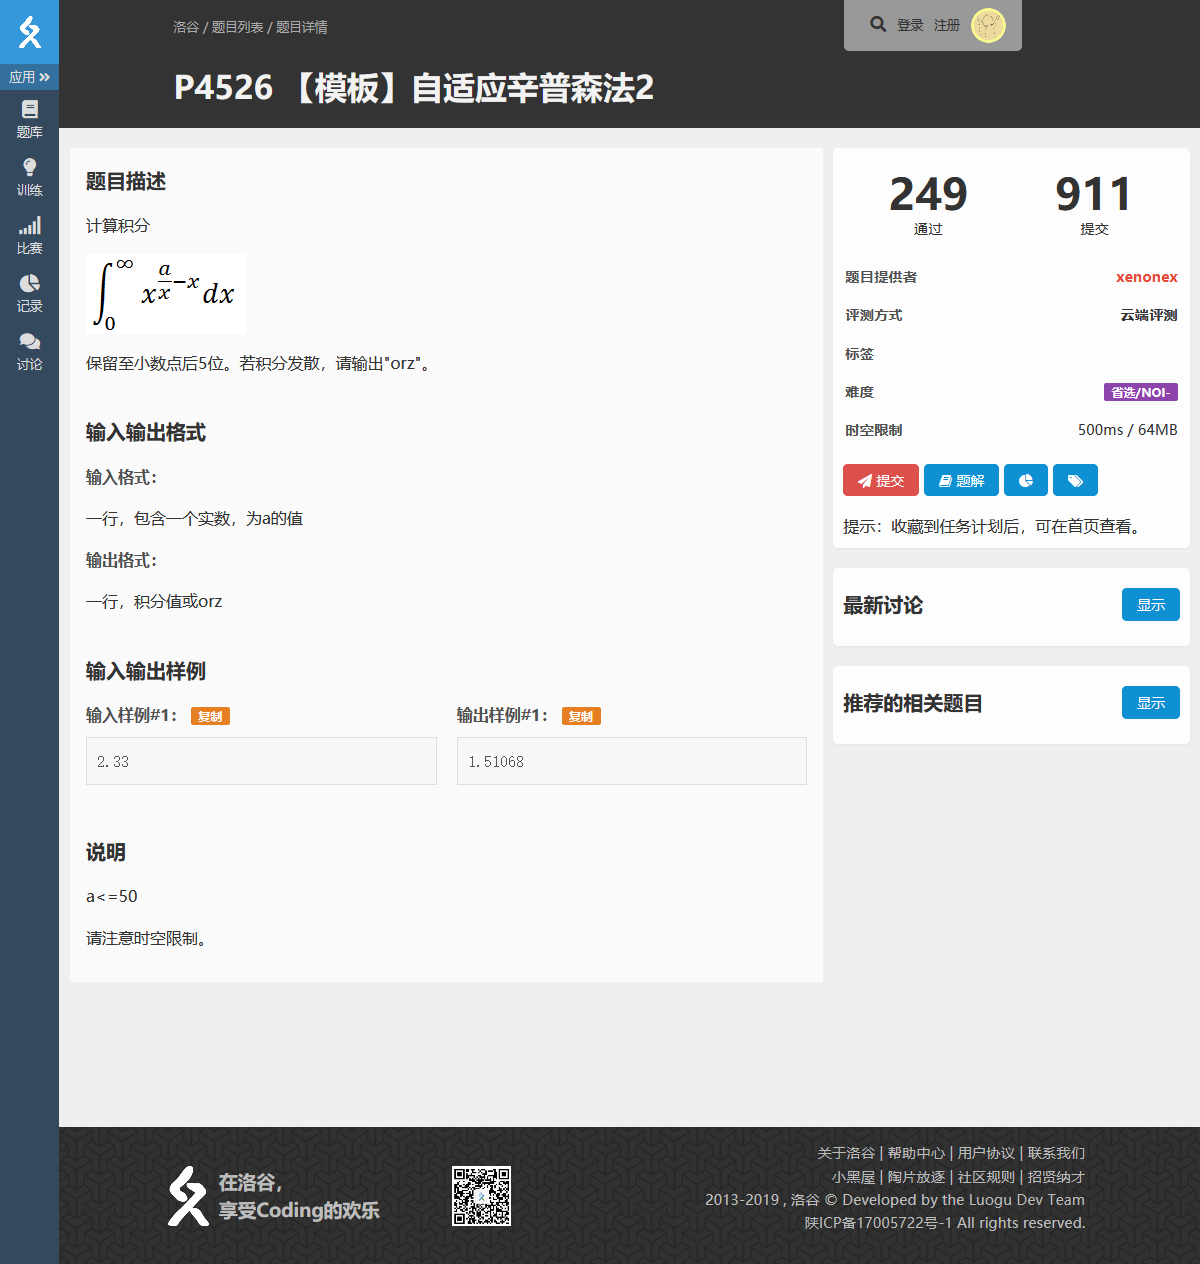 洛谷 / 题目列表 / 题目详情
登录 注册
P4526 【模板】自适应辛普森法2
应用
题库
训练
比赛
记录
讨论
题目描述
计算积分
∫₀^∞ x^(a/x−x) dx
保留至小数点后5位。若积分发散，请输出"orz"。
输入输出格式
输入格式：
一行，包含一个实数，为a的值
输出格式：
一行，积分值或orz
输入输出样例
输入样例#1： 复制
2.33
输出样例#1： 复制
1.51068
说明
a<=50
请注意时空限制。
249 911
通过 提交
题目提供者 xenonex
评测方式 云端评测
标签
难度 省选/NOI-
时空限制 500ms / 64MB
提交 题解
提示：收藏到任务计划后，可在首页查看。
最新讨论 显示
推荐的相关题目 显示
在洛谷，
享受Coding的欢乐
关于洛谷 | 帮助中心 | 用户协议 | 联系我们
小黑屋 | 陶片放逐 | 社区规则 | 招贤纳才
2013-2019 , 洛谷 © Developed by the Luogu Dev Team
陕ICP备17005722号-1 All rights reserved.